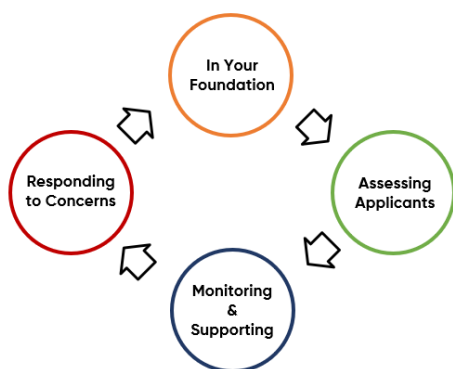 In Your
Foundation
Assessing
Applicants
Monitoring
&
Supporting
Responding
to Concerns